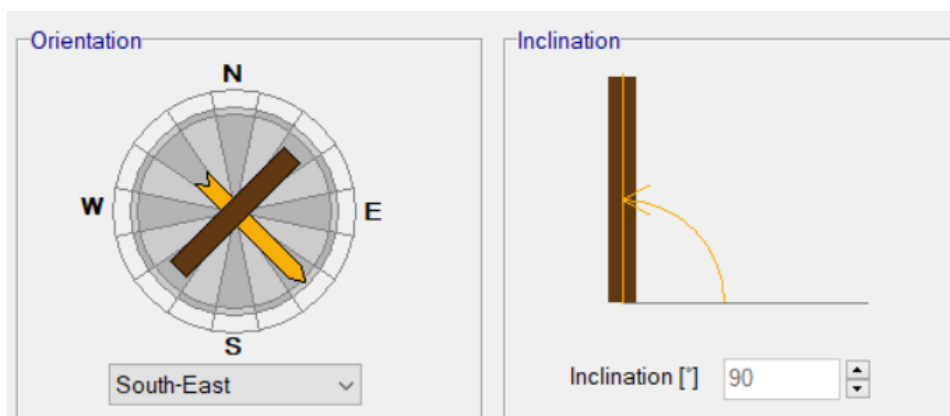 Orientation
N
W
E
S
South-East
Inclination
Inclination [°] 90